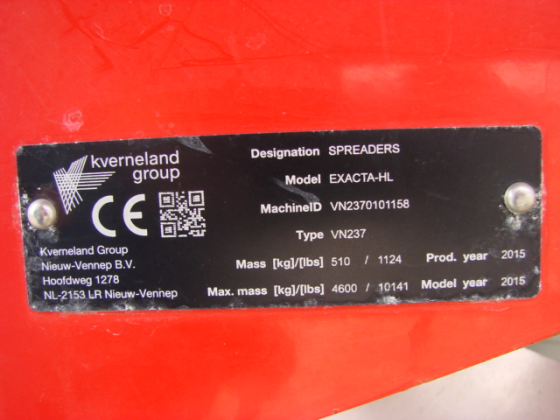 kverneland
group
CE
Kverneland Group
Nieuw-Vennep B.V.
Hoofdweg 1278
NL-2153 LR Nieuw-Vennep
Designation SPREADERS
Model EXACTA-HL
MachineID VN2370101158
Type VN237
Mass [kg]/[lbs] 510 / 1124 Prod. year 2015
Max. mass [kg]/[lbs] 4600 / 10141 Model year 2015